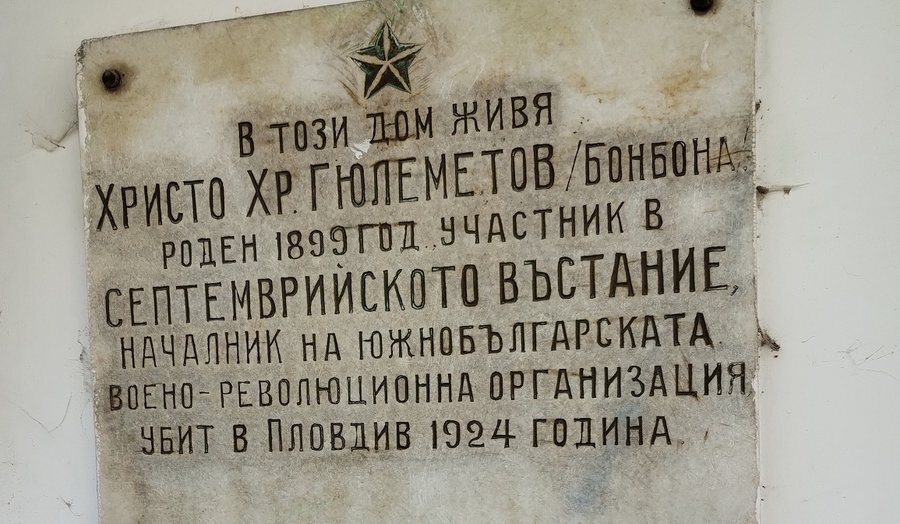 В ТОЗИ ДОМ ЖИВЯ
ХРИСТО ХР. ГЮЛЕМЕТОВ /БОНБОНА/
РОДЕН 1899 ГОД. УЧАСТНИК В
СЕПТЕМВРИЙСКОТО ВЪСТАНИЕ,
НАЧАЛНИК НА ЮЖНОБЪЛГАРСКАТА
ВОЕНО-РЕВОЛЮЦИОННА ОРГАНИЗАЦИЯ
УБИТ В ПЛОВДИВ 1924 ГОДИНА.